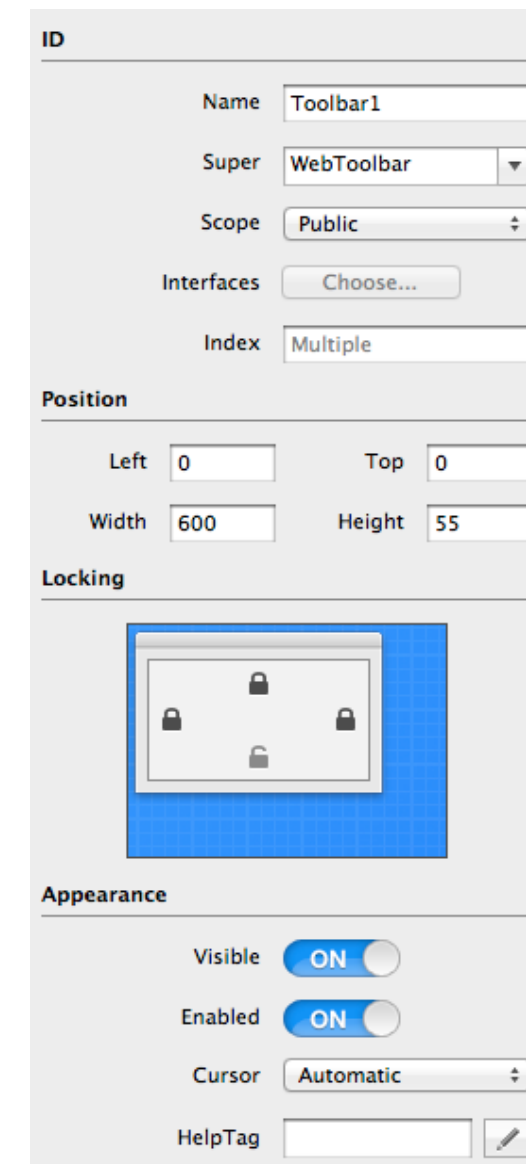 ID
Name Toolbar1
Super WebToolbar
Scope Public
Interfaces Choose...
Index Multiple
Position
Left 0 Top 0
Width 600 Height 55
Locking
Appearance
Visible ON
Enabled ON
Cursor Automatic
HelpTag